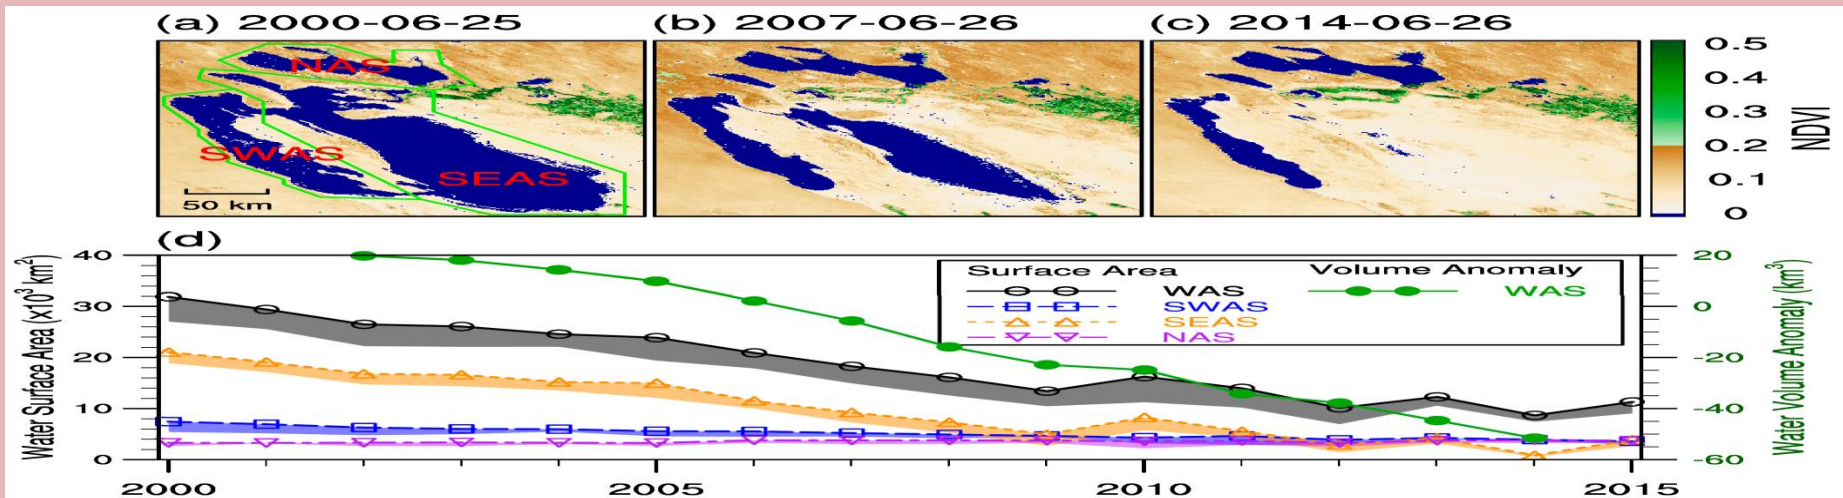 (a) 2000-06-25
(b) 2007-06-26
(c) 2014-06-26
NAS
SWAS
SEAS
50 km
0.5
0.4
0.3
0.2
0.1
0
NDVI
(d)
Water Surface Area (x10³ km²)
40
30
20
10
0
Surface Area Volume Anomaly
WAS WAS
SWAS
SEAS
NAS
20
0
-20
-40
-60
Water Volume Anomaly (km³)
2000 2005 2010 2015